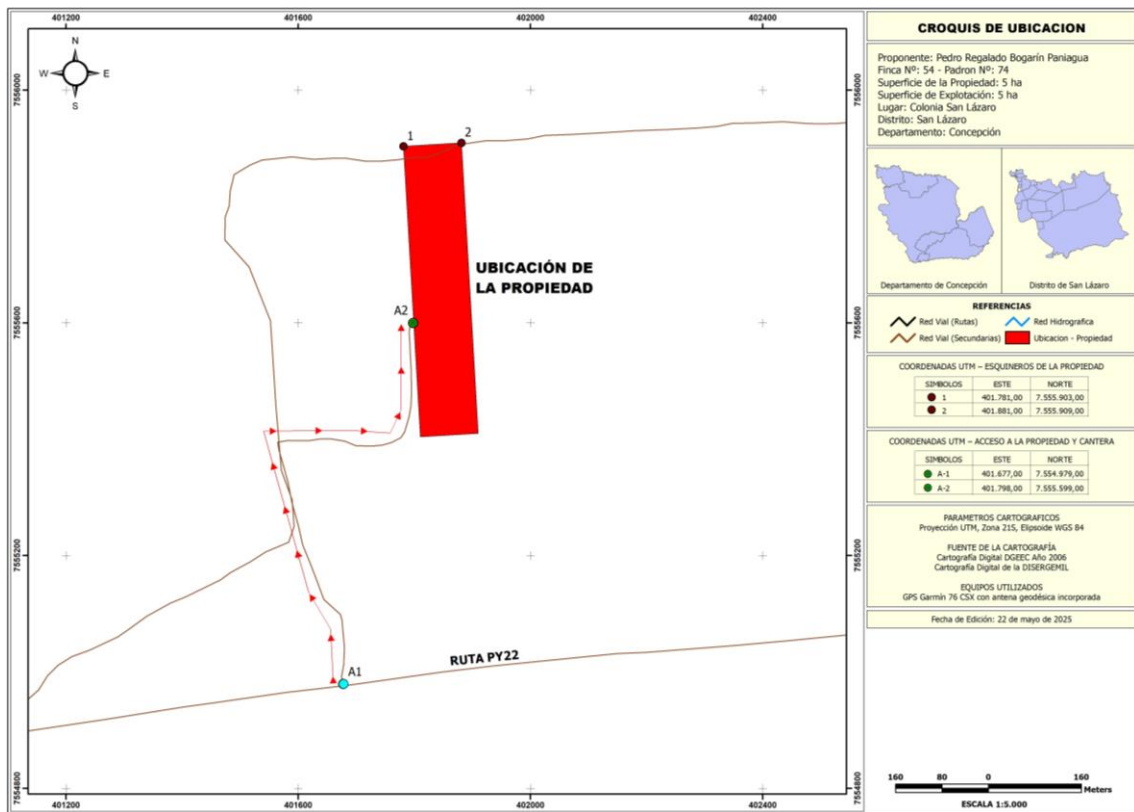 401200 401600 402000 402400
CROQUIS DE UBICACION
Proponente: Pedro Regalado Bogarín Paniagua
Finca Nº: 54 - Padron Nº: 74
Superficie de la Propiedad: 5 ha
Superficie de Explotación: 5 ha
Lugar: Colonia San Lázaro
Distrito: San Lázaro
Departamento: Concepción
N
W E
S
7556000 7556000
1 2
UBICACIÓN DE
LA PROPIEDAD
Departamento de Concepción Distrito de San Lázaro
REFERENCIAS
Red Vial (Rutas) Red Hidrografica
Red Vial (Secundarias) Ubicacion - Propiedad
A2
7555600 7555600
COORDENADAS UTM – ESQUINEROS DE LA PROPIEDAD
SIMBOLOS ESTE NORTE
1 401.781,00 7.555.903,00
2 401.881,00 7.555.909,00
COORDENADAS UTM – ACCESO A LA PROPIEDAD Y CANTERA
SIMBOLOS ESTE NORTE
A-1 401.677,00 7.554.979,00
A-2 401.798,00 7.555.599,00
PARAMETROS CARTOGRAFICOS
Proyección UTM, Zona 21S, Elipsoide WGS 84
FUENTE DE LA CARTOGRAFÍA
Cartografía Digital DGEEC Año 2006
Cartografía Digital de la DISERGEMIL
EQUIPOS UTILIZADOS
GPS Garmin 76 CSX con antena geodésica incorporada
Fecha de Edición: 22 de mayo de 2025
7555200 7555200
RUTA PY22
A1
7554800 7554800
160 80 0 160
Meters
ESCALA 1:5.000
401200 401600 402000 402400